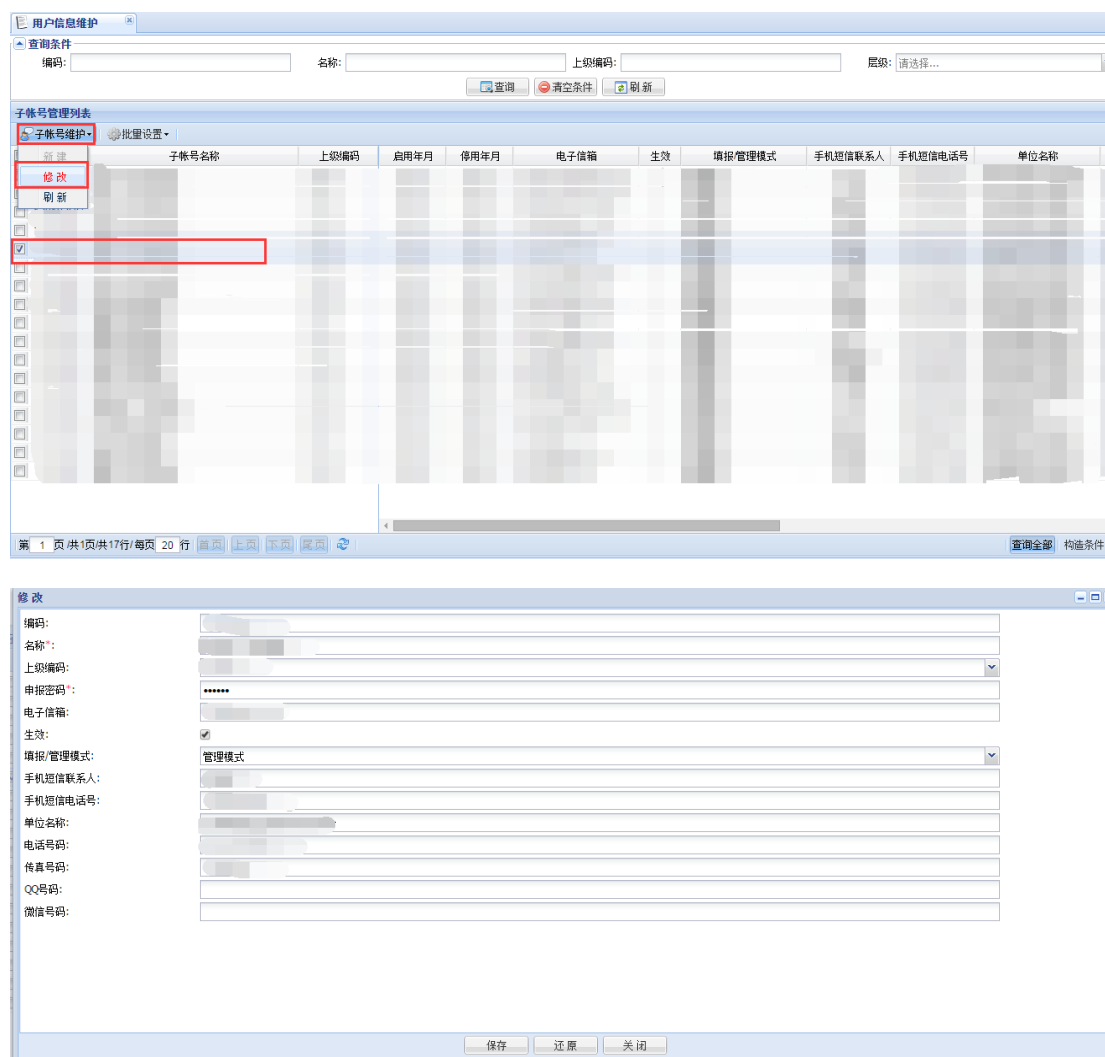 用户信息维护
查询条件
编码: 名称: 上级编码: 层级: 请选择...
查询 清空条件 刷新
子帐号管理列表
子帐号维护 批里设置
新建 子帐号名称 上级编码 启用年月 停用年月 电子信箱 生效 填报/管理模式 手机短信联系人 手机短信电话号 单位名称
修改
刷新
第 1 页/共1页/共17行/每页 20 行 首页 上页 下页 尾页 查询全部 构造条件
修改
编码:
名称*:
上级编码:
申报密码*: ••••••
电子信箱:
生效:
填报/管理模式: 管理模式
手机短信联系人:
手机短信电话号:
单位名称:
电话号码:
传真号码:
QQ号码:
微信号码:
保存 还原 关闭